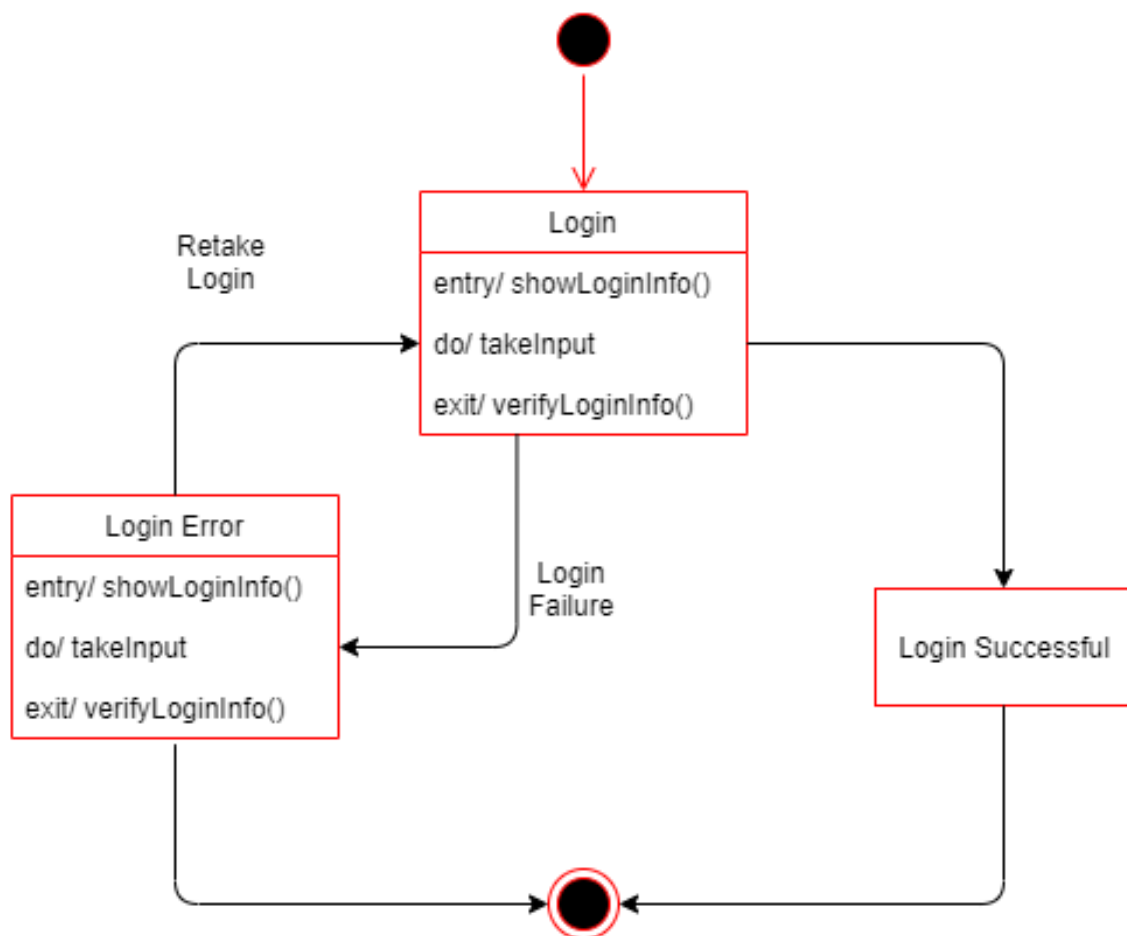 Login
entry/ showLoginInfo()
do/ takeInput
exit/ verifyLoginInfo()
Retake
Login
Login Error
entry/ showLoginInfo()
do/ takeInput
exit/ verifyLoginInfo()
Login
Failure
Login Successful